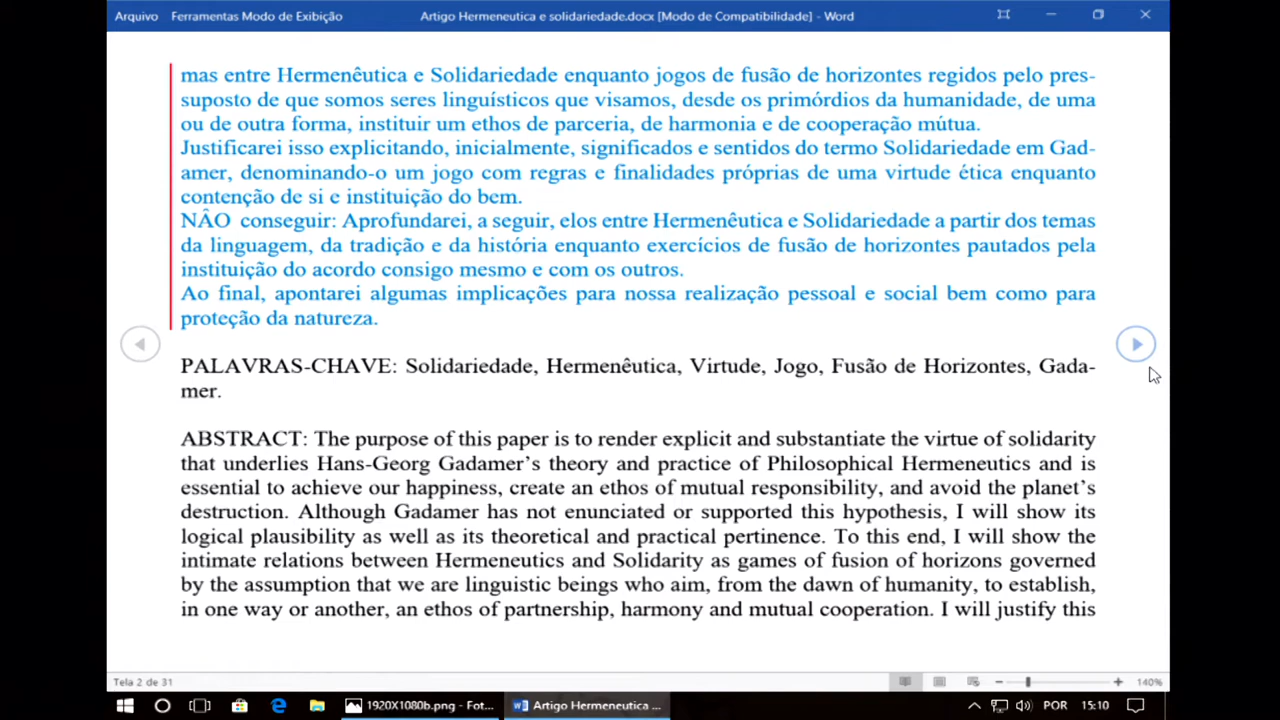 Arquivo Ferramentas Modo de Exibição Artigo Hermeneutica e solidariedade.docx [Modo de Compatibilidade] - Word
mas entre Hermenêutica e Solidariedade enquanto jogos de fusão de horizontes regidos pelo pres-
suposto de que somos seres linguísticos que visamos, desde os primórdios da humanidade, de uma
ou de outra forma, instituir um ethos de parceria, de harmonia e de cooperação mútua.
Justificarei isso explicitando, inicialmente, significados e sentidos do termo Solidariedade em Gad-
amer, denominando-o um jogo com regras e finalidades próprias de uma virtude ética enquanto
contenção de si e instituição do bem.
NÂO conseguir: Aprofundarei, a seguir, elos entre Hermenêutica e Solidariedade a partir dos temas
da linguagem, da tradição e da história enquanto exercícios de fusão de horizontes pautados pela
instituição do acordo consigo mesmo e com os outros.
Ao final, apontarei algumas implicações para nossa realização pessoal e social bem como para
proteção da natureza.
PALAVRAS-CHAVE: Solidariedade, Hermenêutica, Virtude, Jogo, Fusão de Horizontes, Gada-
mer.
ABSTRACT: The purpose of this paper is to render explicit and substantiate the virtue of solidarity
that underlies Hans-Georg Gadamer's theory and practice of Philosophical Hermeneutics and is
essential to achieve our happiness, create an ethos of mutual responsibility, and avoid the planet's
destruction. Although Gadamer has not enunciated or supported this hypothesis, I will show its
logical plausibility as well as its theoretical and practical pertinence. To this end, I will show the
intimate relations between Hermeneutics and Solidarity as games of fusion of horizons governed
by the assumption that we are linguistic beings who aim, from the dawn of humanity, to establish,
in one way or another, an ethos of partnership, harmony and mutual cooperation. I will justify this
Tela 2 de 31 140%
1920X1080b.png - Fot... Artigo Hermeneutica ... POR 15:10